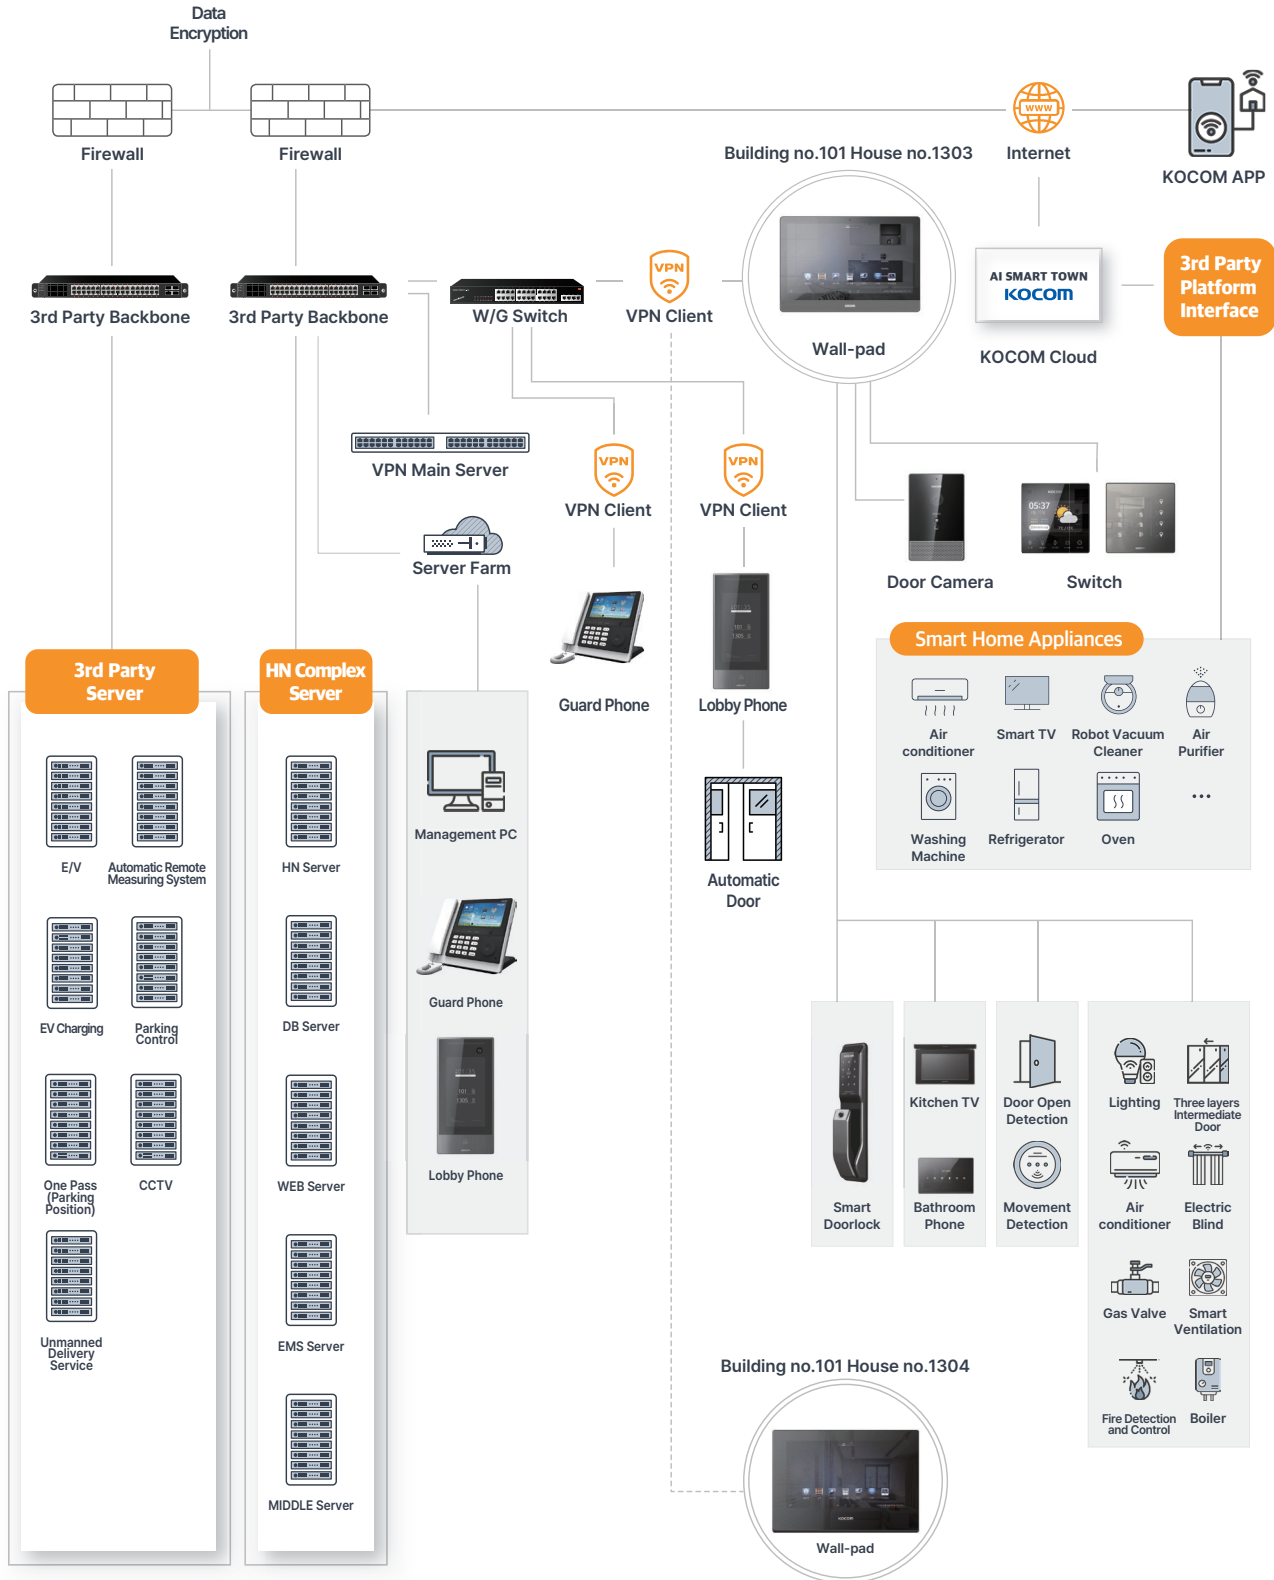 Data
Encryption
WWW
Firewall
Firewall
Building no.101 House no.1303
Internet
KOCOM APP
VPN
AI SMART TOWN
KOCOM
3rd Party
Platform
Interface
3rd Party Backbone
3rd Party Backbone
W/G Switch
VPN Client
KOCOM
Wall-pad
KOCOM Cloud
VPN Main Server
VPN
VPN
VPN Client
VPN Client
05:37
Server Farm
Door Camera
Switch
Smart Home Appliances
3rd Party
Server
HN Complex
Server
Guard Phone
Lobby Phone
Air
conditioner
Smart TV
Robot Vacuum
Cleaner
Air
Purifier
Management PC
Washing
Machine
Refrigerator
Oven
...
E/V
Automatic Remote
Measuring System
HN Server
Automatic
Door
Guard Phone
EV Charging
Parking
Control
DB Server
Kitchen TV
Door Open
Detection
Lighting
Three layers
Intermediate
Door
Lobby Phone
One Pass
(Parking
Position)
CCTV
WEB Server
Smart
Doorlock
Bathroom
Phone
Movement
Detection
Air
conditioner
Electric
Blind
Gas Valve
Smart
Ventilation
Unmanned
Delivery
Service
EMS Server
Building no.101 House no.1304
Fire Detection
and Control
Boiler
MIDDLE Server
KOCOM
Wall-pad